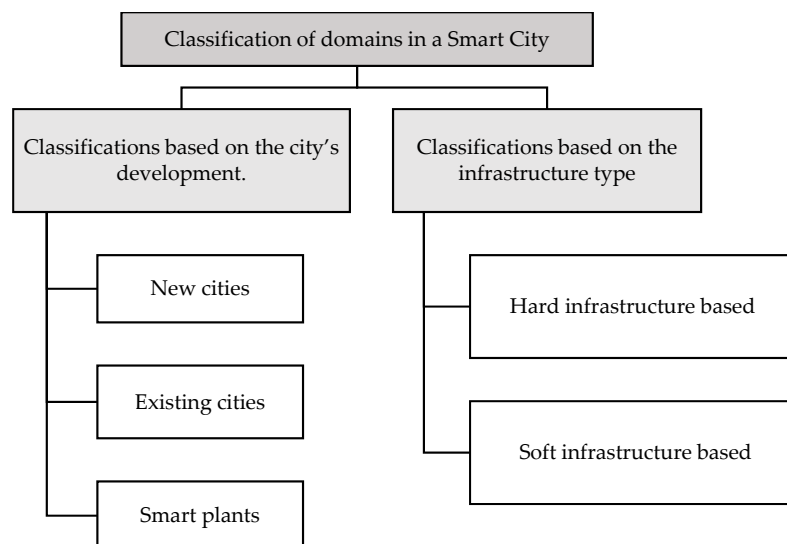 Classification of domains in a Smart City
Classifications based on the city's
development.
Classifications based on the
infrastructure type
New cities
Existing cities
Smart plants
Hard infrastructure based
Soft infrastructure based